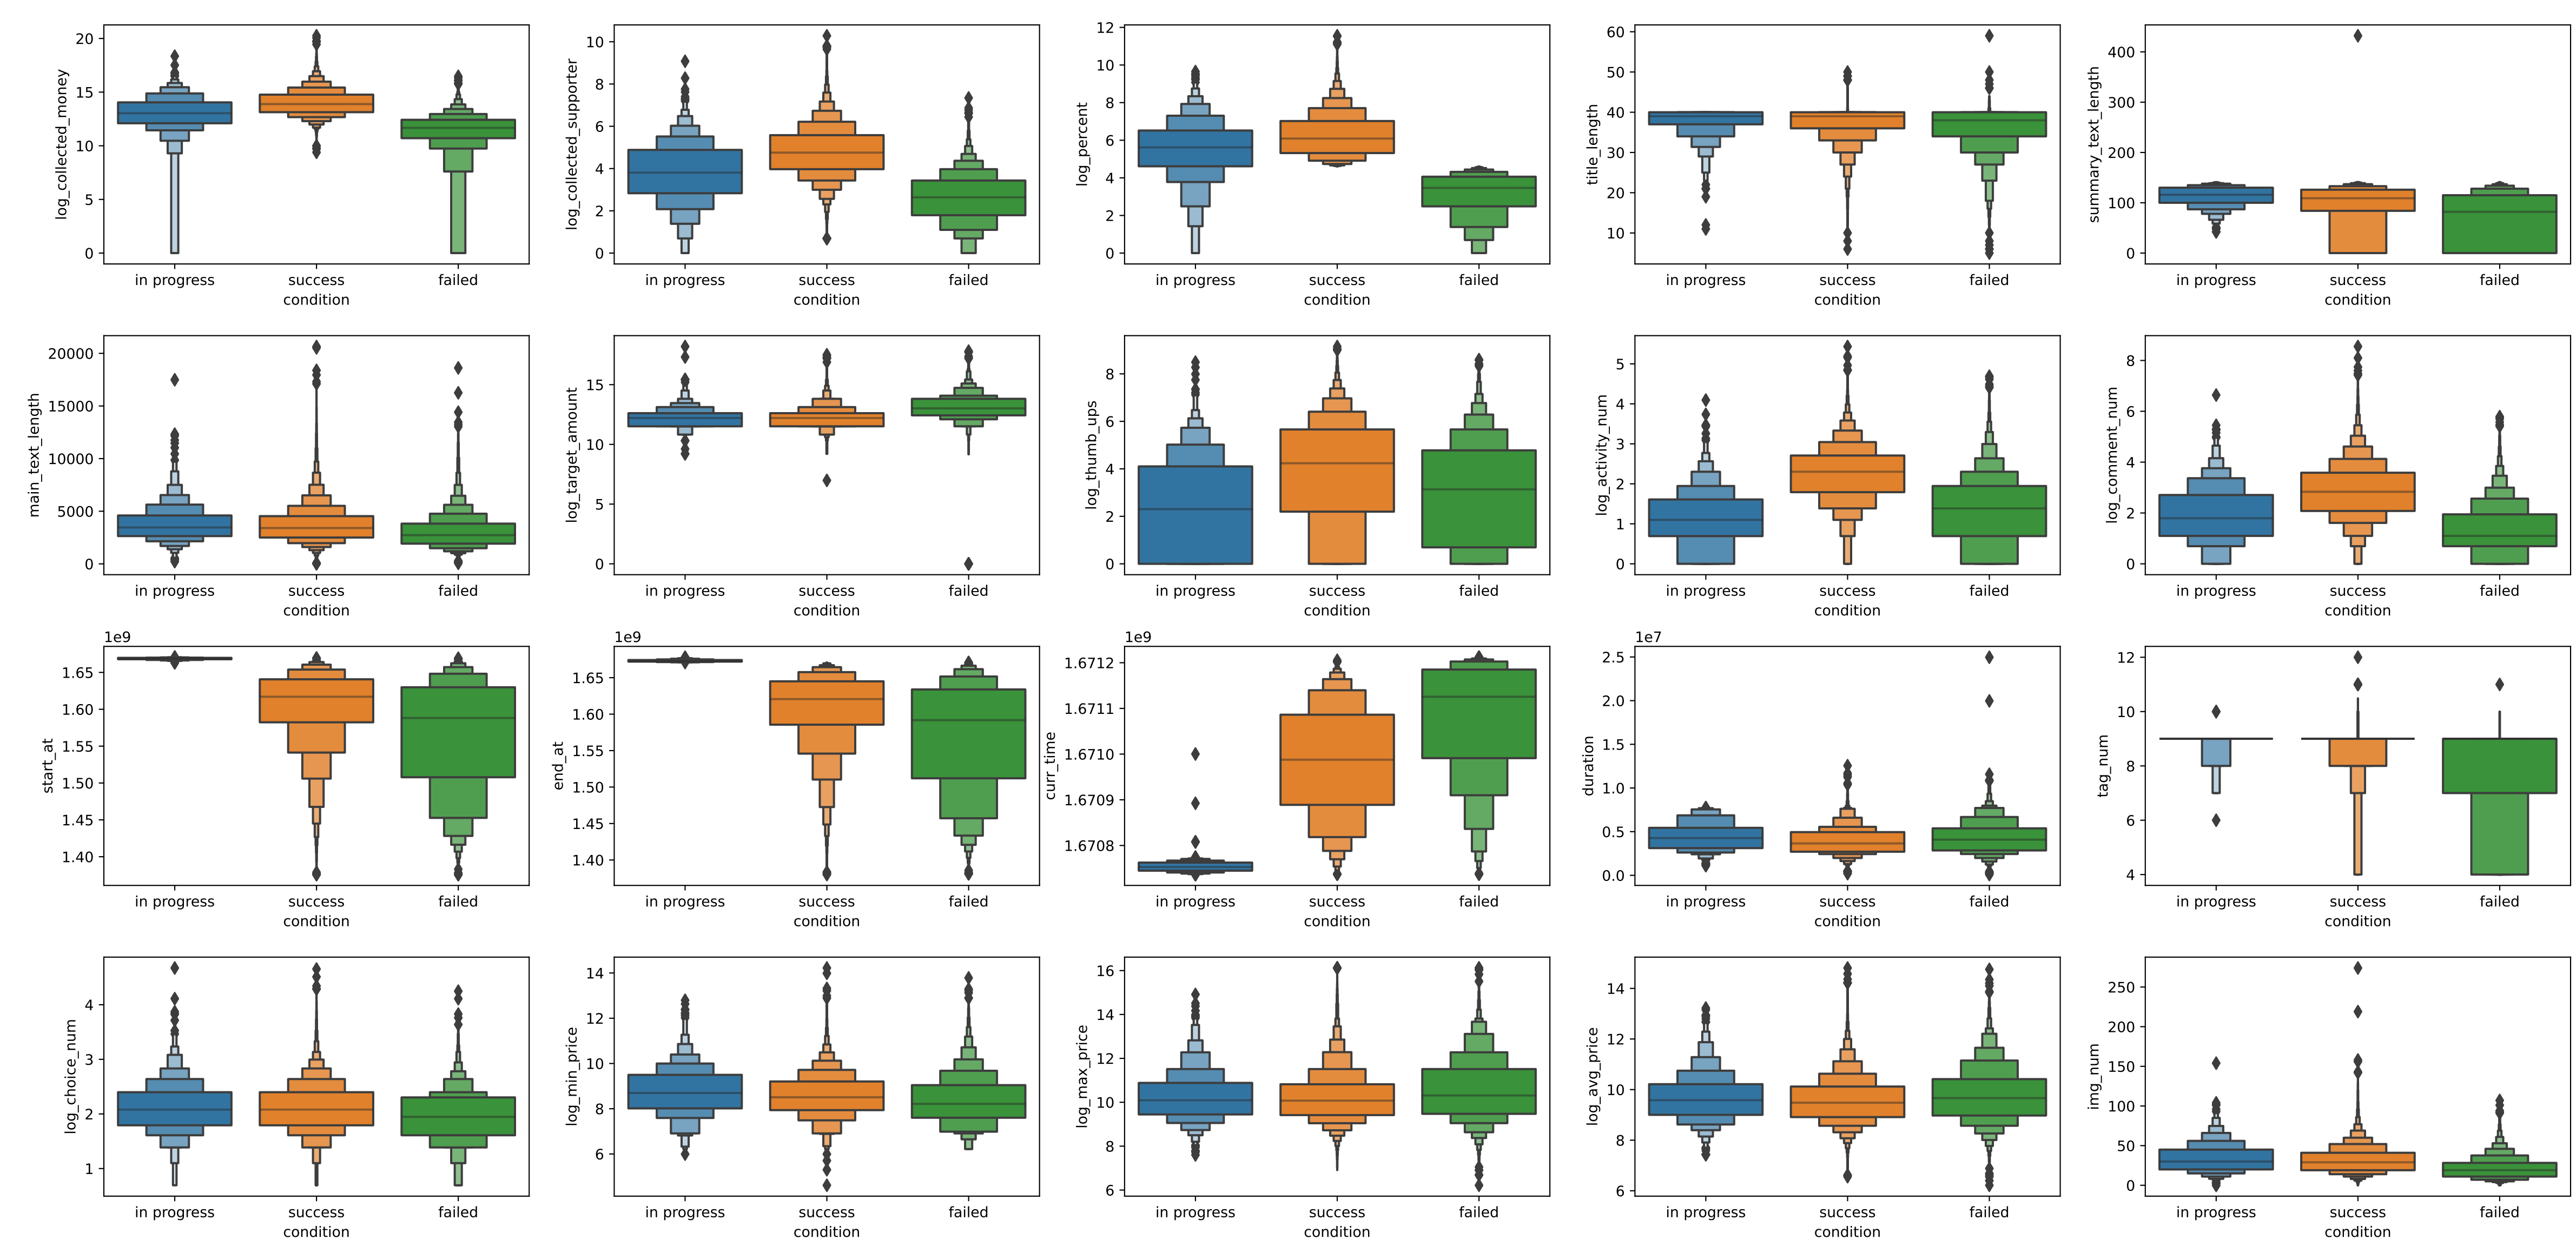 log_collected_money
20
15
10
5
0
in progress success failed
condition
log_collected_supporter
10
8
6
4
2
0
in progress success failed
condition
log_percent
12
10
8
6
4
2
0
in progress success failed
condition
title_length
60
50
40
30
20
10
in progress success failed
condition
summary_text_length
400
300
200
100
0
in progress success failed
condition
main_text_length
20000
15000
10000
5000
0
in progress success failed
condition
log_target_amount
15
10
5
0
in progress success failed
condition
log_thumb_ups
8
6
4
2
0
in progress success failed
condition
log_activity_num
5
4
3
2
1
0
in progress success failed
condition
log_comment_num
8
6
4
2
0
in progress success failed
condition
1e9
start_at
1.65
1.60
1.55
1.50
1.45
1.40
in progress success failed
condition
1e9
end_at
1.65
1.60
1.55
1.50
1.45
1.40
in progress success failed
condition
1e9
curr_time
1.6712
1.6711
1.6710
1.6709
1.6708
in progress success failed
condition
1e7
duration
2.5
2.0
1.5
1.0
0.5
0.0
in progress success failed
condition
tag_num
12
10
8
6
4
in progress success failed
condition
log_choice_num
4
3
2
1
in progress success failed
condition
log_min_price
14
12
10
8
6
in progress success failed
condition
log_max_price
16
14
12
10
8
6
in progress success failed
condition
log_avg_price
14
12
10
8
6
in progress success failed
condition
img_num
250
200
150
100
50
0
in progress success failed
condition